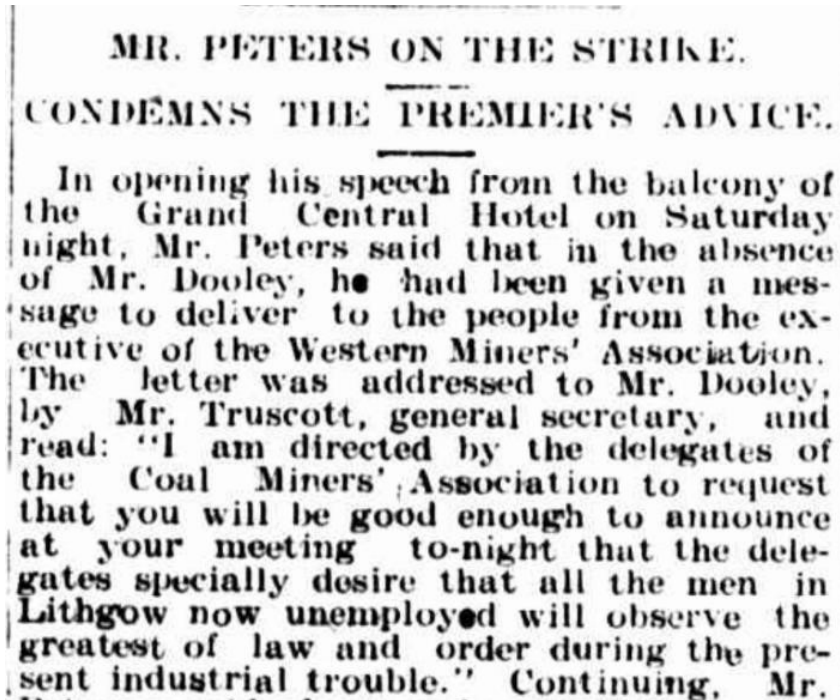 MR. PETERS ON THE STRIKE.
CONDEMNS THE PREMIER'S ADVICE.
In opening his speech from the balcony of
the Grand Central Hotel on Saturday
night, Mr. Peters said that in the absence
of Mr. Dooley, he had been given a mes-
sage to deliver to the people from the ex-
ecutive of the Western Miners' Association.
The letter was addressed to Mr. Dooley,
by Mr. Truscott, general secretary, and
read: "I am directed by the delegates of
the Coal Miners' Association to request
that you will be good enough to announce
at your meeting to-night that the dele-
gates specially desire that all the men in
Lithgow now unemployed will observe the
greatest of law and order during the pre-
sent industrial trouble." Continuing, Mr.